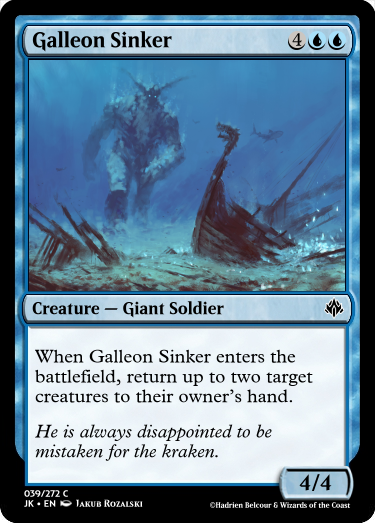 Galleon Sinker 4
Creature — Giant Soldier
When Galleon Sinker enters the
battlefield, return up to two target
creatures to their owner's hand.
He is always disappointed to be
mistaken for the kraken.
4/4
039/272 C
JK • EN Jakub Rozalski
©Hadrien Belcour & Wizards of the Coast